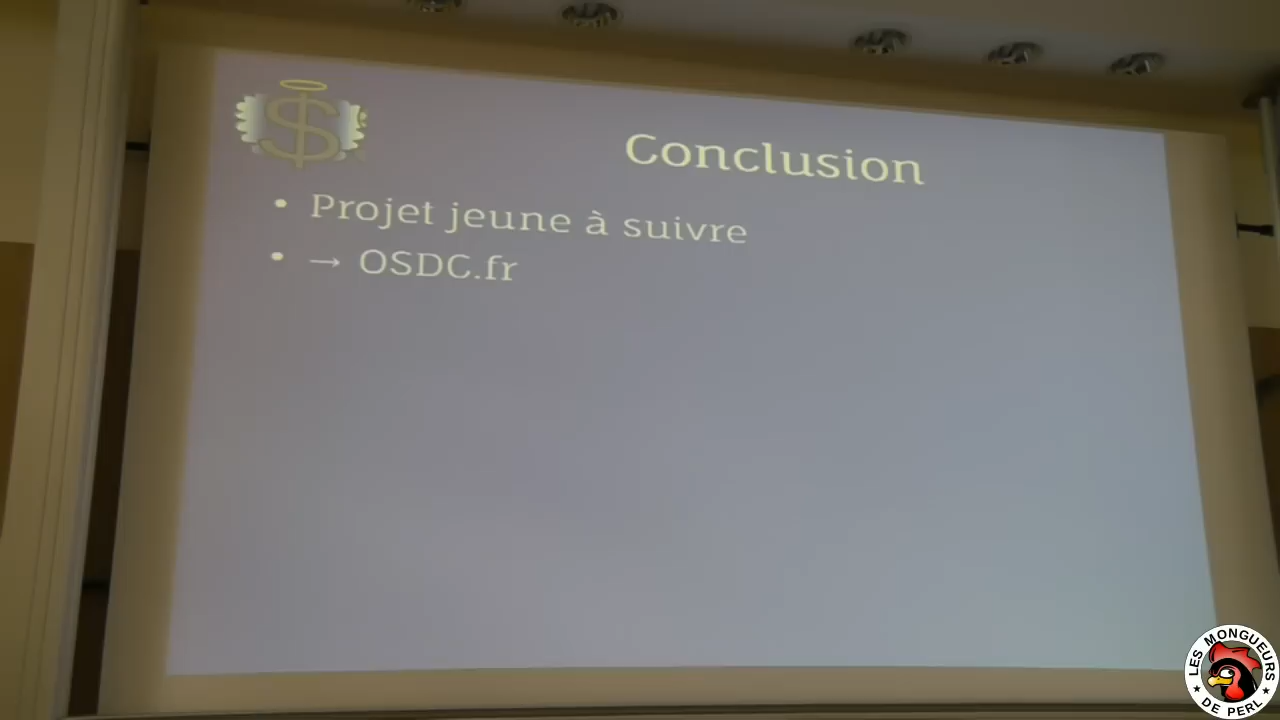 Conclusion
• Projet jeune à suivre
• → OSDC.fr
LES MONGUEURS
★ DE PERL ★